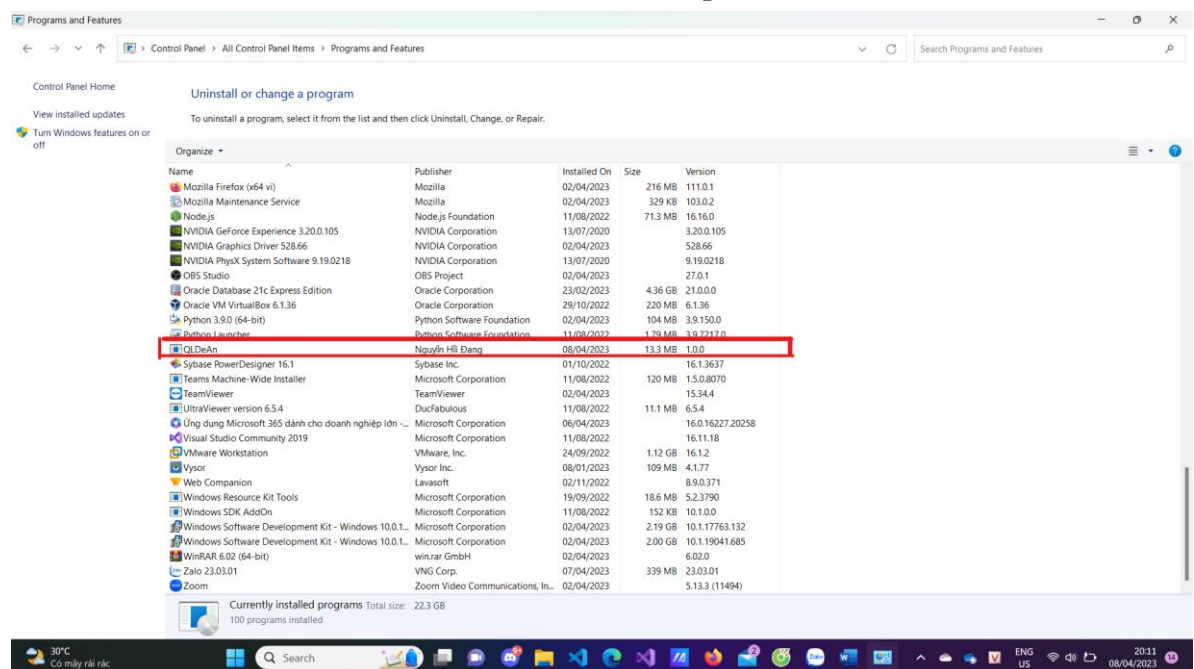 Programs and Features
Control Panel > All Control Panel Items > Programs and Features
Search Programs and Features
Control Panel Home
View installed updates
Turn Windows features on or off
Uninstall or change a program
To uninstall a program, select it from the list and then click Uninstall, Change, or Repair.
Organize
Name Publisher Installed On Size Version
Mozilla Firefox (x64 vi) Mozilla 02/04/2023 216 MB 111.0.1
Mozilla Maintenance Service Mozilla 02/04/2023 329 KB 103.0.2
Node.js Node.js Foundation 11/08/2022 71.3 MB 16.16.0
NVIDIA GeForce Experience 3.20.0.105 NVIDIA Corporation 13/07/2020 3.20.0.105
NVIDIA Graphics Driver 528.66 NVIDIA Corporation 02/04/2023 528.66
NVIDIA PhysX System Software 9.19.0218 NVIDIA Corporation 13/07/2020 9.19.0218
OBS Studio OBS Project 02/04/2023 27.0.1
Oracle Database 21c Express Edition Oracle Corporation 23/02/2023 4.36 GB 21.0.0.0
Oracle VM VirtualBox 6.1.36 Oracle Corporation 29/10/2022 220 MB 6.1.36
Python 3.9.0 (64-bit) Python Software Foundation 02/04/2023 104 MB 3.9.150.0
Python Launcher Python Software Foundation 11/08/2022 1.79 MB 3.9.7217.0
QLDeAn 08/04/2023 13.3 MB 1.0.0
Sybase PowerDesigner 16.1 Sybase Inc. 01/10/2022 16.1.3637
Teams Machine-Wide Installer Microsoft Corporation 11/08/2022 120 MB 1.5.0.8070
TeamViewer TeamViewer 02/04/2023 15.34.4
UltraViewer version 6.5.4 DucFabulous 11/08/2022 11.1 MB 6.5.4
Ứng dụng Microsoft 365 dành cho doanh nghiệp lớn -... Microsoft Corporation 06/04/2023 16.0.16227.20258
Visual Studio Community 2019 Microsoft Corporation 11/08/2022 16.11.18
VMware Workstation VMware, Inc. 24/09/2022 1.12 GB 16.1.2
Vysor Vysor Inc. 08/01/2023 109 MB 4.1.77
Web Companion Lavasoft 02/11/2022 8.9.0.371
Windows Resource Kit Tools Microsoft Corporation 19/09/2022 18.6 MB 5.2.3790
Windows SDK AddOn Microsoft Corporation 11/08/2022 152 KB 10.1.0.0
Windows Software Development Kit - Windows 10.0.1... Microsoft Corporation 02/04/2023 2.19 GB 10.1.17763.132
Windows Software Development Kit - Windows 10.0.1... Microsoft Corporation 02/04/2023 2.00 GB 10.1.19041.685
WinRAR 6.02 (64-bit) win.rar GmbH 02/04/2023 6.02.0
Zalo 23.03.01 VNG Corp. 07/04/2023 339 MB 23.03.01
Zoom Zoom Video Communications, In... 02/04/2023 5.13.3 (11494)
Currently installed programs Total size: 22.3 GB
100 programs installed
30°C
Có mây rải rác
Search
ENG
US
20:11
08/04/2023